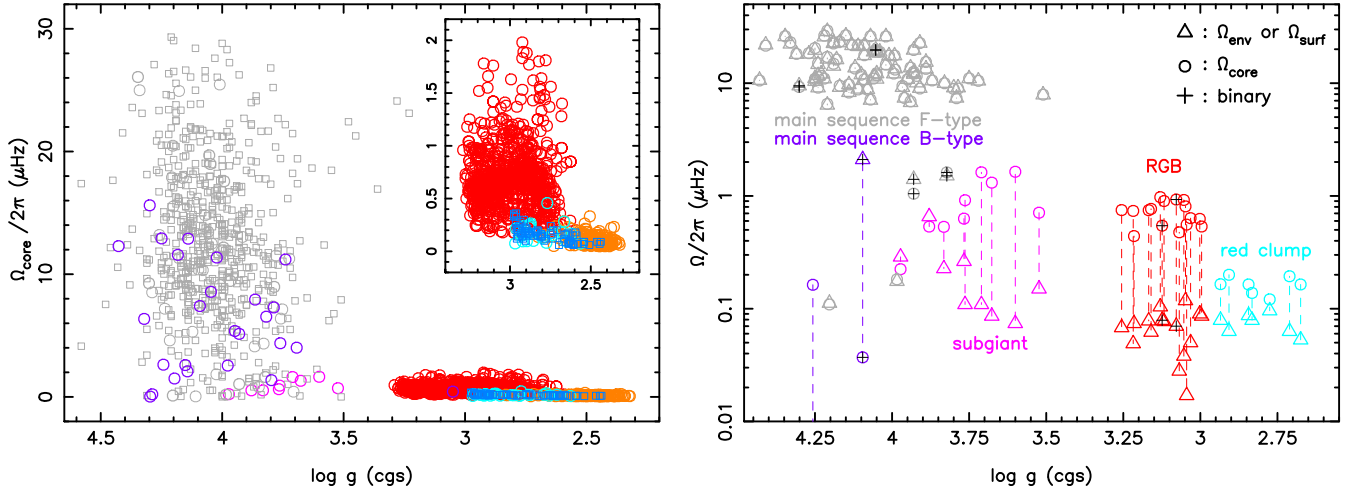 30
20
10
0
Ω_core/2π (μHz)
4.5
4
3
2.5
log g (cgs)
2
1.5
1
0.5
0
3
2.5
10
1
0.1
0.01
Ω/2π (μHz)
4.25
4
3.75
3.5
3.25
3
2.75
log g (cgs)
△ : Ω_env or Ω_surf
○ : Ω_core
+ : binary
main sequence F-type
main sequence B-type
subgiant
RGB
red clump